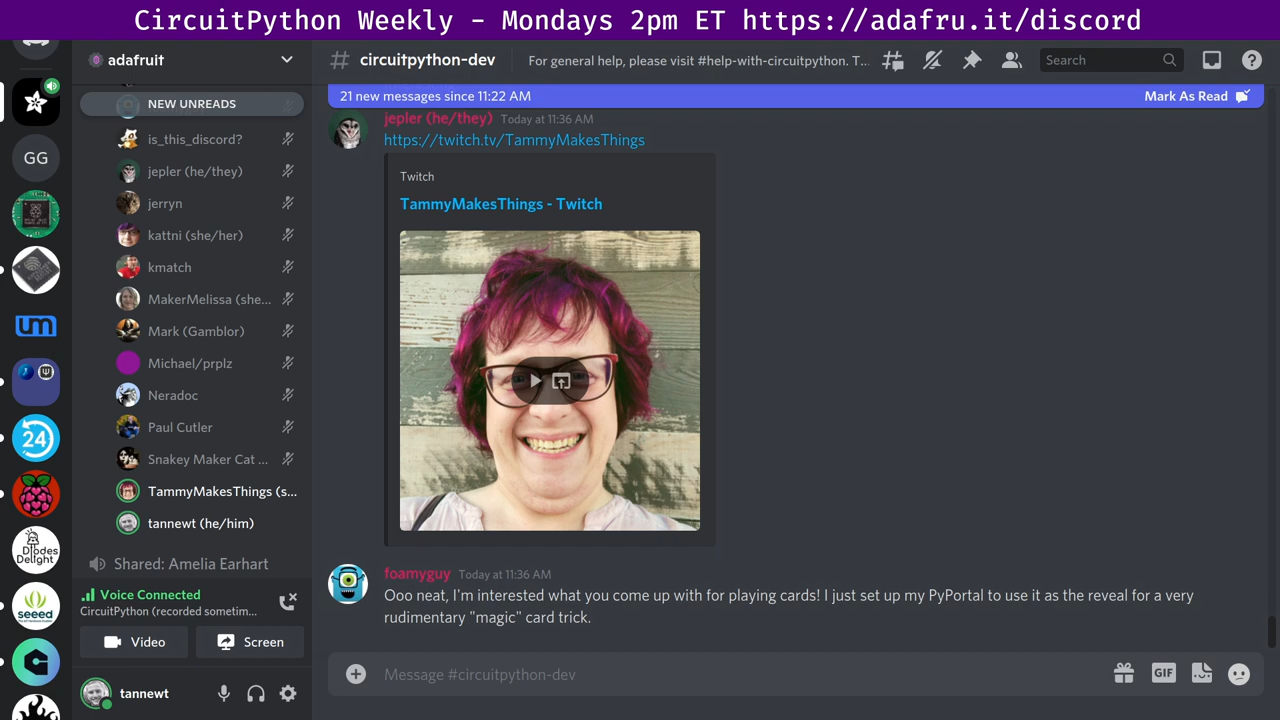 CircuitPython Weekly - Mondays 2pm ET https://adafru.it/discord
adafruit
NEW UNREADS
is_this_discord?
jepler (he/they)
jerryn
kattni (she/her)
kmatch
MakerMelissa (she...
Mark (Gamblor)
Michael/prplz
Neradoc
Paul Cutler
Snakey Maker Cat ...
TammyMakesThings (s...
tannewt (he/him)
Shared: Amelia Earhart
Voice Connected
CircuitPython (recorded sometim...
Video
Screen
tannewt
GG
24
Diodes
Delight
seeed
circuitpython-dev
For general help, please visit #help-with-circuitpython. T...
Search
21 new messages since 11:22 AM
Mark As Read
jepler (he/they) Today at 11:36 AM
https://twitch.tv/TammyMakesThings
Twitch
TammyMakesThings - Twitch
foamyguy Today at 11:36 AM
Ooo neat, I'm interested what you come up with for playing cards! I just set up my PyPortal to use it as the reveal for a very
rudimentary "magic" card trick.
Message #circuitpython-dev
GIF